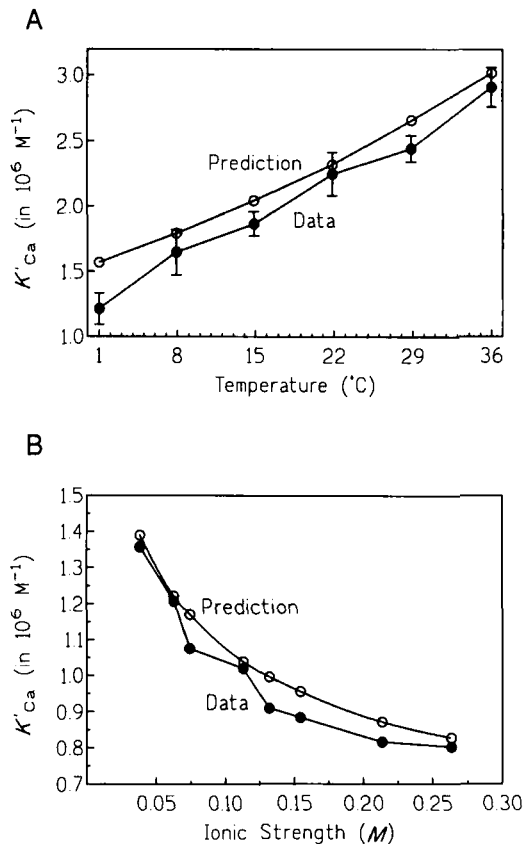 A
3.0
2.5
2.0
1.5
1.0
K′Ca (in 10⁶ M⁻¹)
Prediction
Data
1 8 15 22 29 36
Temperature (°C)
B
1.5
1.4
1.3
1.2
1.1
1.0
0.9
0.8
0.7
K′Ca (in 10⁶ M⁻¹)
Prediction
Data
0.05 0.10 0.15 0.20 0.25 0.30
Ionic Strength (M)